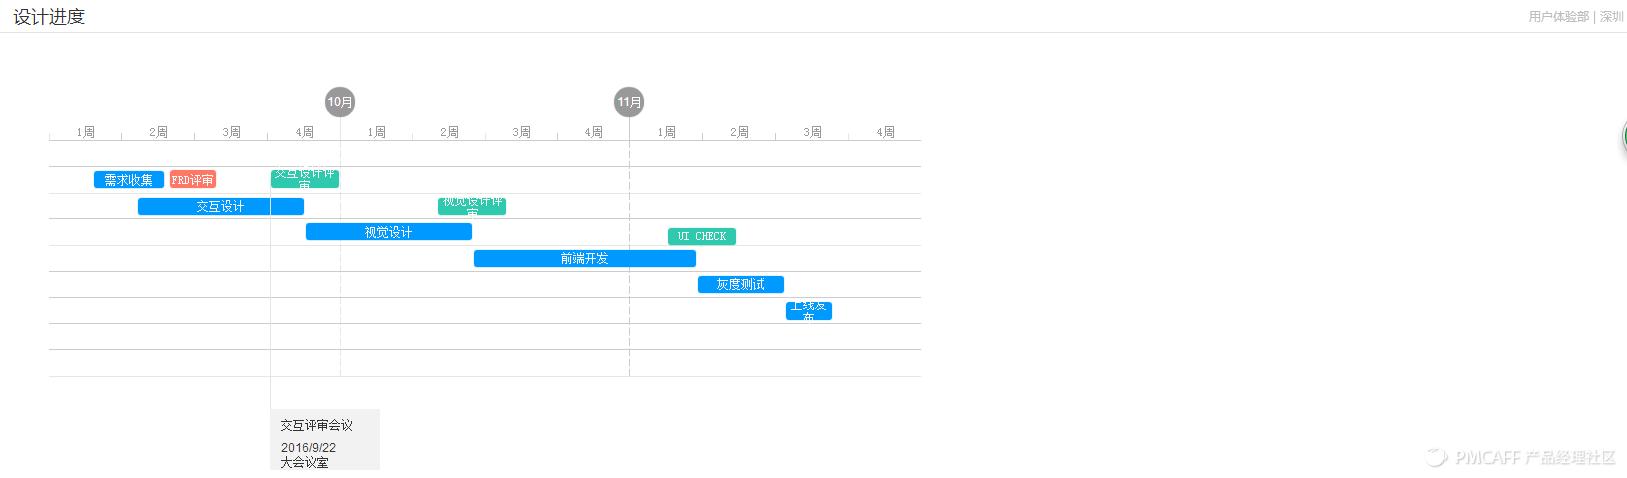 设计进度
用户体验部 | 深圳
10月
11月
1周 2周 3周 4周 1周 2周 3周 4周 1周 2周 3周 4周
需求收集
FRD评审
交互设计评
审
交互设计
视觉设计评
审
视觉设计
UI CHECK
前端开发
灰度测试
上线发
布
交互评审会议
2016/9/22
大会议室
PMCAFF 产品经理社区